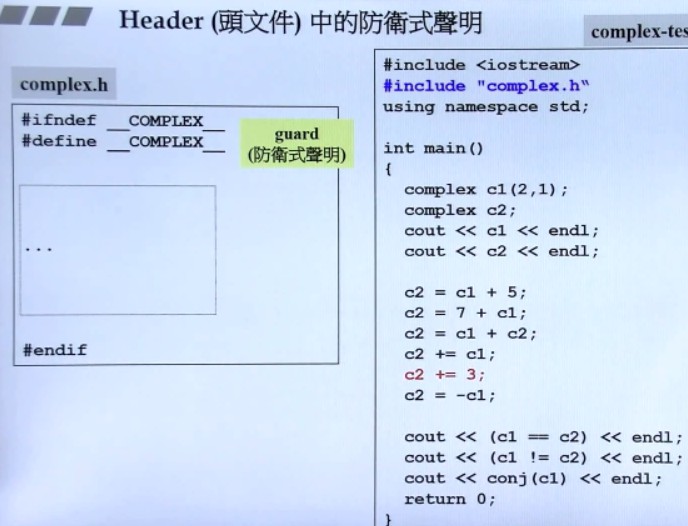 Header (頭文件) 中的防衛式聲明
complex.h
#ifndef __COMPLEX__
#define __COMPLEX__
guard
(防衛式聲明)
...
#endif
complex-tes
#include <iostream>
#include "complex.h“
using namespace std;
int main()
{
complex c1(2,1);
complex c2;
cout << c1 << endl;
cout << c2 << endl;
c2 = c1 + 5;
c2 = 7 + c1;
c2 = c1 + c2;
c2 += c1;
c2 += 3;
c2 = -c1;
cout << (c1 == c2) << endl;
cout << (c1 != c2) << endl;
cout << conj(c1) << endl;
return 0;
}